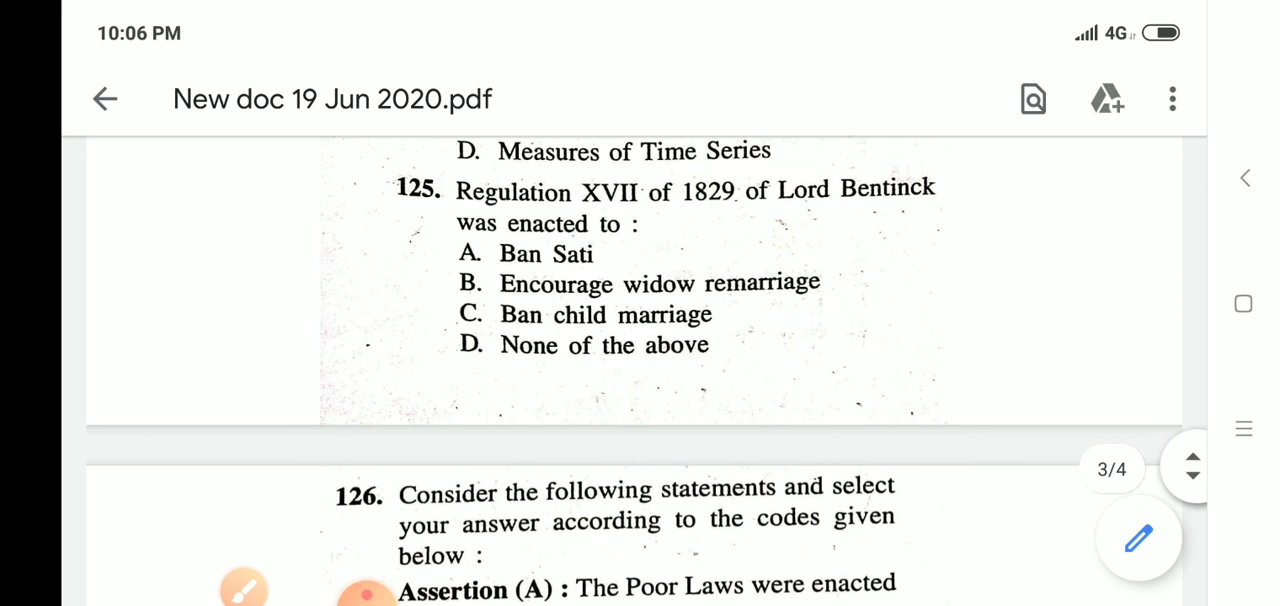 10:06 PM
4G
New doc 19 Jun 2020.pdf
D. Measures of Time Series
125. Regulation XVII of 1829 of Lord Bentinck
was enacted to :
A. Ban Sati
B. Encourage widow remarriage
C. Ban child marriage
D. None of the above
3/4
126. Consider the following statements and select
your answer according to the codes given
below :
Assertion (A) : The Poor Laws were enacted